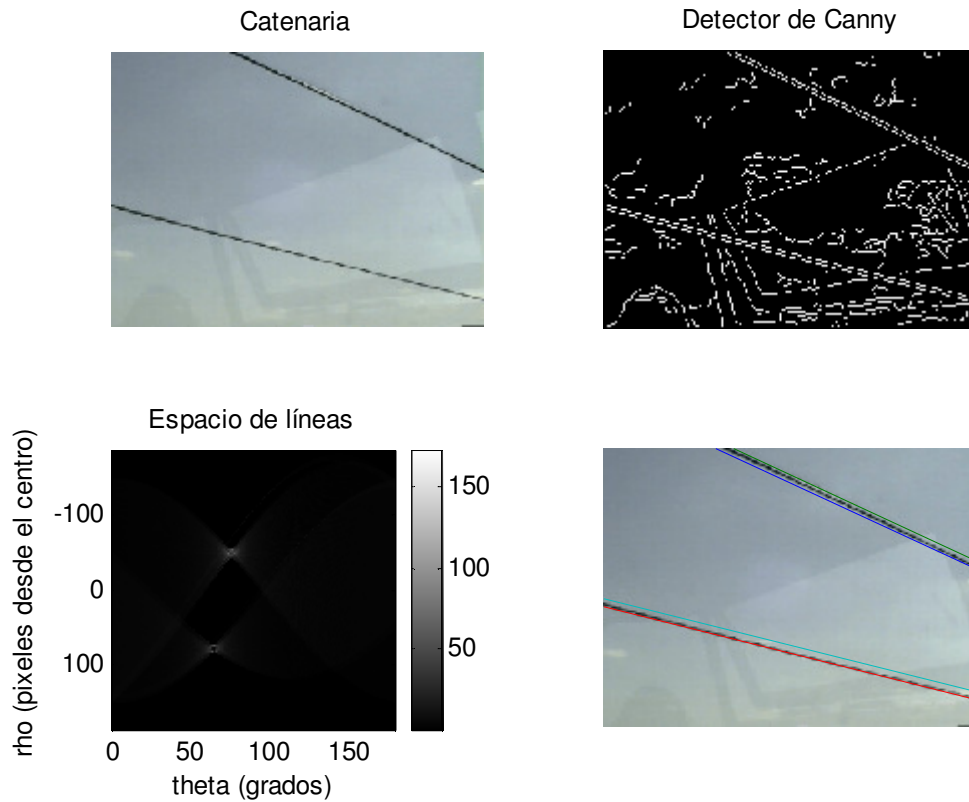 Catenaria
Detector de Canny
Espacio de líneas
rho (pixeles desde el centro)
-100
0
100
0
50
100
150
theta (grados)
150
100
50